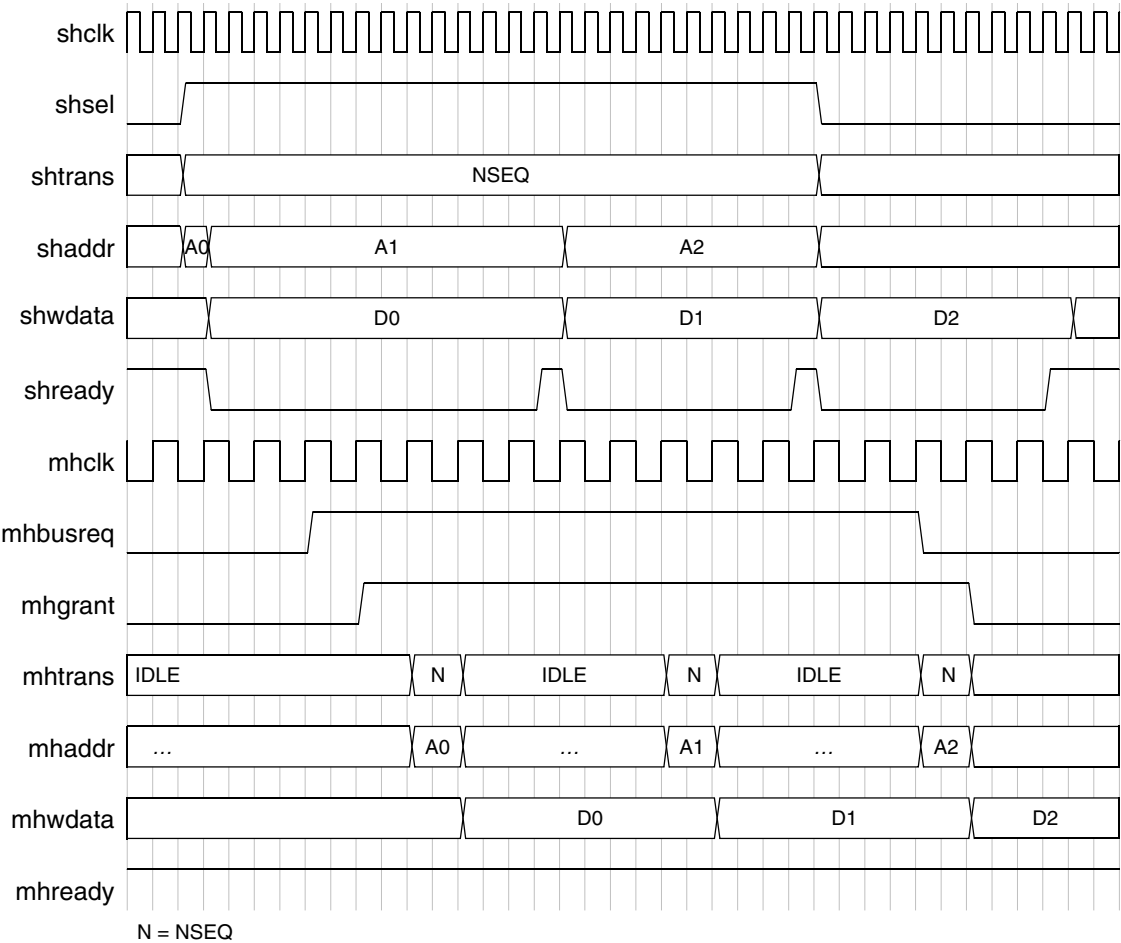 shclk
shsel
shtrans NSEQ
shaddr A0 A1 A2
shwdata D0 D1 D2
shready
mhclk
mhbusreq
mhgrant
mhtrans IDLE N IDLE N IDLE N
mhaddr ... A0 ... A1 ... A2
mhwdata D0 D1 D2
mhready
N = NSEQ